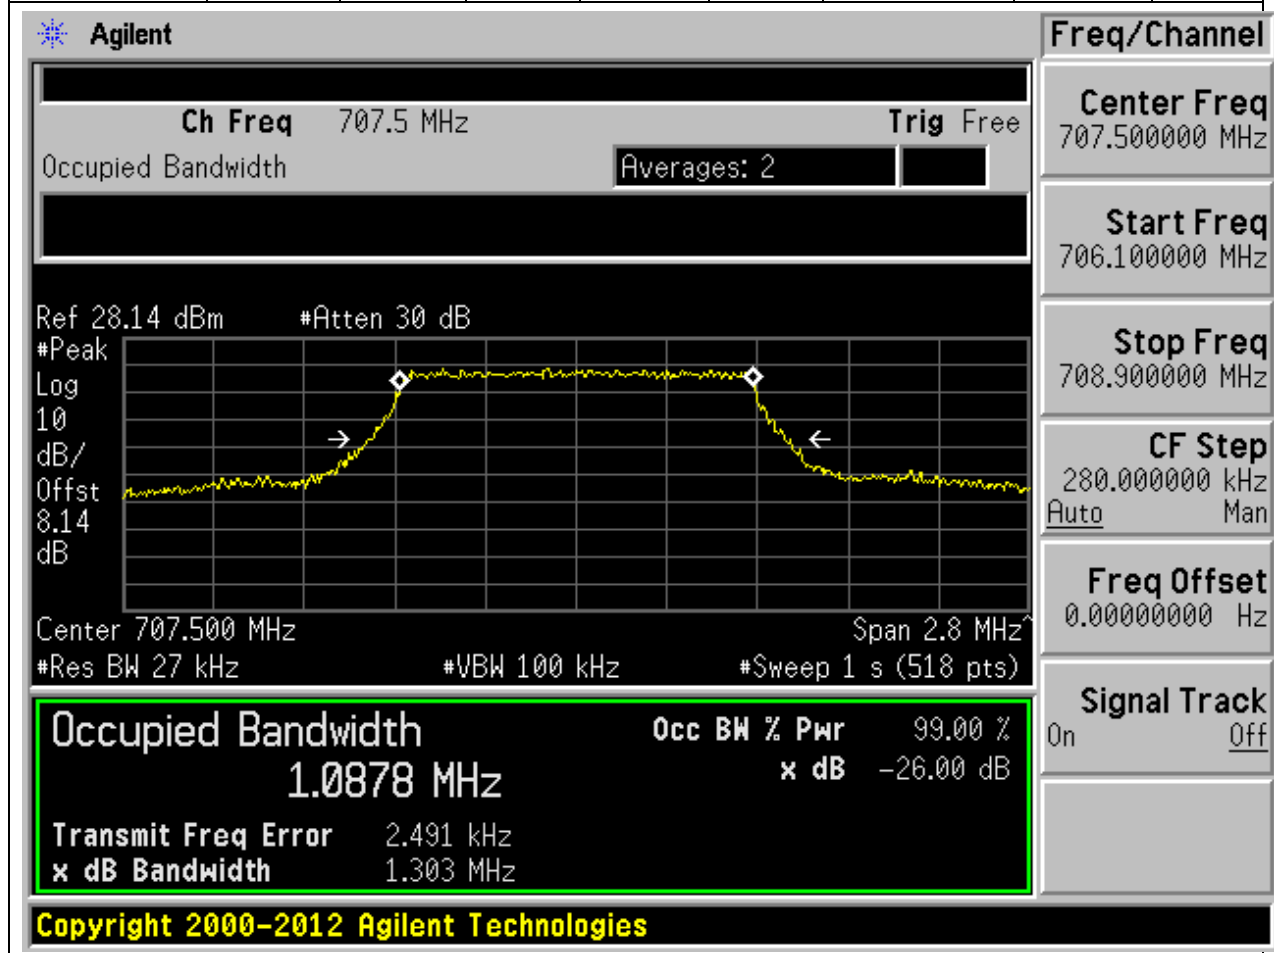 Agilent
Freq/Channel
Ch Freq 707.5 MHz Trig Free
Occupied Bandwidth Averages: 2
Center Freq
707.500000 MHz
Start Freq
706.100000 MHz
Stop Freq
708.900000 MHz
CF Step
280.000000 kHz
Auto Man
Freq Offset
0.00000000 Hz
Signal Track
On Off
Ref 28.14 dBm #Atten 30 dB
#Peak
Log
10
dB/
Offst
8.14
dB
Center 707.500 MHz Span 2.8 MHz^
#Res BW 27 kHz #VBW 100 kHz #Sweep 1 s (518 pts)
Occupied Bandwidth Occ BW % Pwr 99.00 %
1.0878 MHz x dB -26.00 dB
Transmit Freq Error 2.491 kHz
x dB Bandwidth 1.303 MHz
Copyright 2000-2012 Agilent Technologies